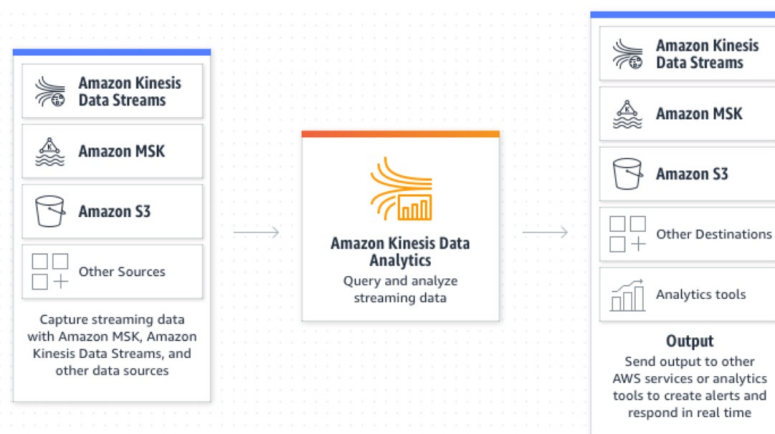 Amazon Kinesis
Data Streams
Amazon MSK
Amazon S3
Other Sources
Capture streaming data
with Amazon MSK, Amazon
Kinesis Data Streams, and
other data sources
Amazon Kinesis Data
Analytics
Query and analyze
streaming data
Amazon Kinesis
Data Streams
Amazon MSK
Amazon S3
Other Destinations
Analytics tools
Output
Send output to other
AWS services or analytics
tools to create alerts and
respond in real time